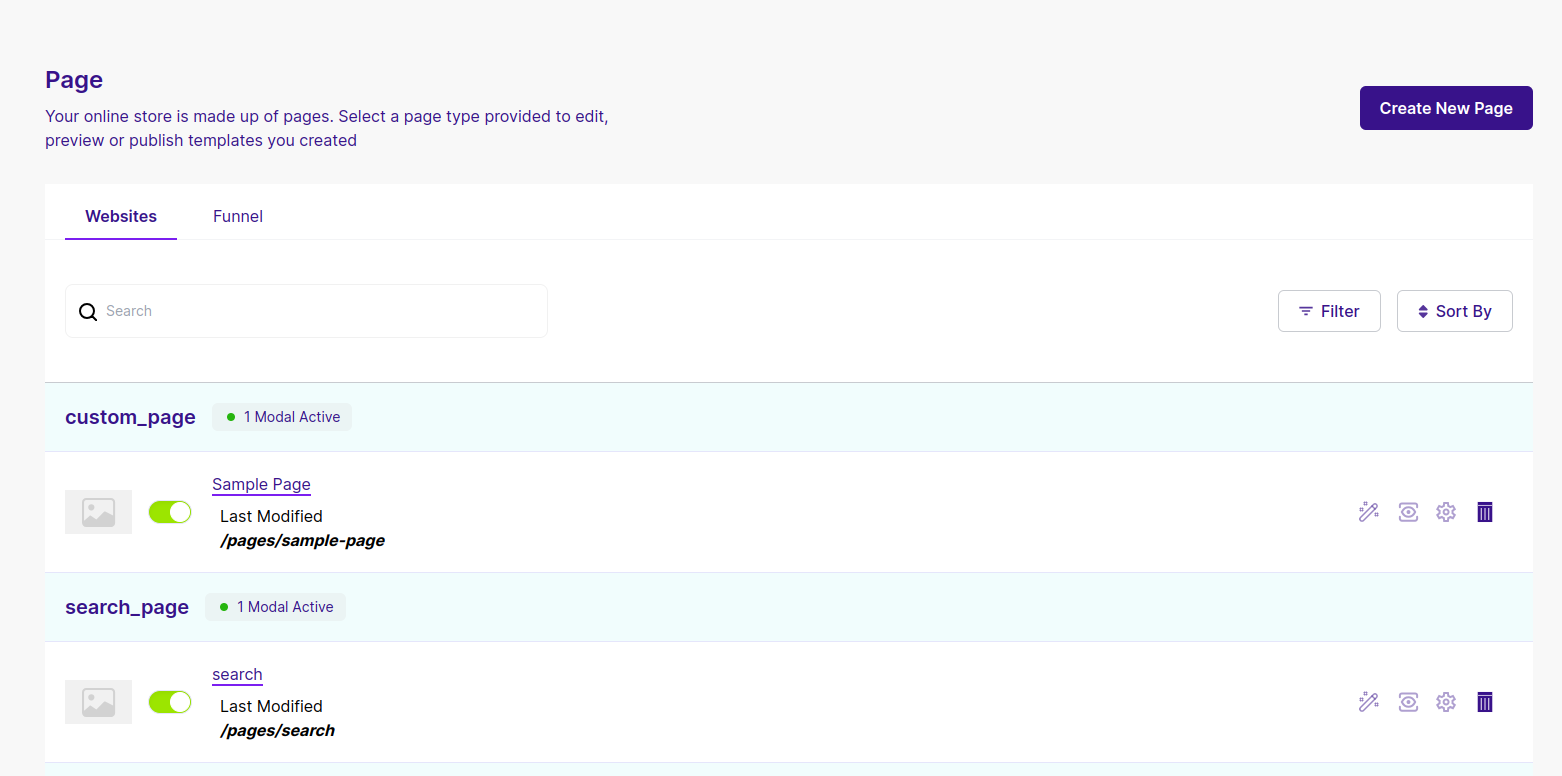 Page
Your online store is made up of pages. Select a page type provided to edit,
preview or publish templates you created
Create New Page
Websites
Funnel
Search
Filter
Sort By
custom_page
1 Modal Active
Sample Page
Last Modified
/pages/sample-page
search_page
1 Modal Active
search
Last Modified
/pages/search